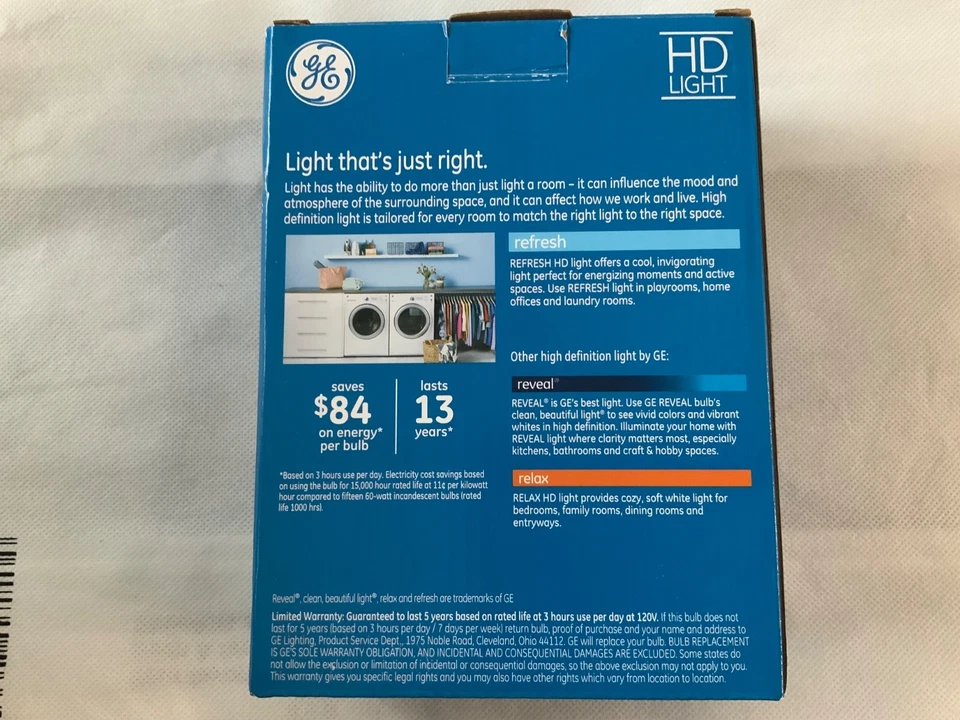 GE
HD
LIGHT
Light that's just right.
Light has the ability to do more than just light a room – it can influence the mood and
atmosphere of the surrounding space, and it can affect how we work and live. High
definition light is tailored for every room to match the right light to the right space.
refresh
REFRESH HD light offers a cool, invigorating
light perfect for energizing moments and active
spaces. Use REFRESH light in playrooms, home
offices and laundry rooms.
Other high definition light by GE:
reveal®
REVEAL® is GE's best light. Use GE REVEAL bulb's
clean, beautiful light® to see vivid colors and vibrant
whites in high definition. Illuminate your home with
REVEAL light where clarity matters most, especially
kitchens, bathrooms and craft & hobby spaces.
relax
RELAX HD light provides cozy, soft white light for
bedrooms, family rooms, dining rooms and
entryways.
saves
$84
on energy*
per bulb
lasts
13
years*
*Based on 3 hours use per day. Electricity cost savings based
on using the bulb for 15,000 hour rated life at 11¢ per kilowatt
hour compared to fifteen 60-watt incandescent bulbs (rated
life 1000 hrs).
Reveal®, clean, beautiful light®, relax and refresh are trademarks of GE
Limited Warranty: Guaranteed to last 5 years based on rated life at 3 hours use per day at 120V. If this bulb does not
last for 5 years (based on 3 hours per day / 7 days per week) return bulb, proof of purchase and your name and address to
GE Lighting, Product Service Dept., 1975 Noble Road, Cleveland, Ohio 44112. GE will replace your bulb. BULB REPLACEMENT
IS GE'S SOLE WARRANTY OBLIGATION, AND INCIDENTAL AND CONSEQUENTIAL DAMAGES ARE EXCLUDED. Some states do
not allow the exclusion or limitation of incidental or consequential damages, so the above exclusion may not apply to you.
This warranty gives you specific legal rights and you may also have other rights which vary from location to location.